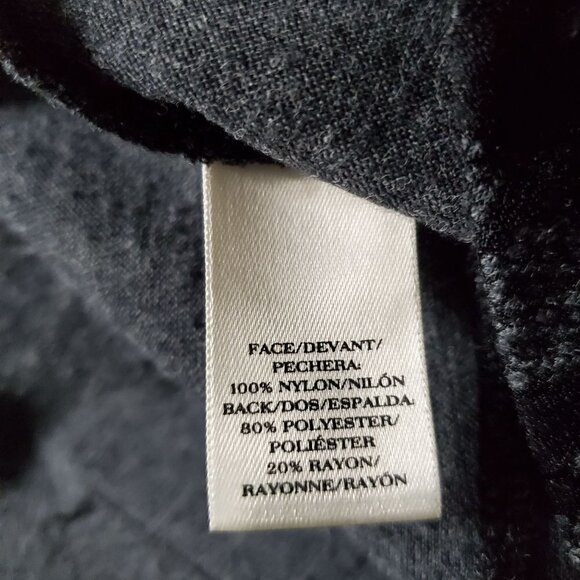 FACE/DEVANT/
PECHERA:
100% NYLON/NILÓN
BACK/DOS/ESPALDA:
80% POLYESTER/
POLIÉSTER
20% RAYON/
RAYONNE/RAYÓN